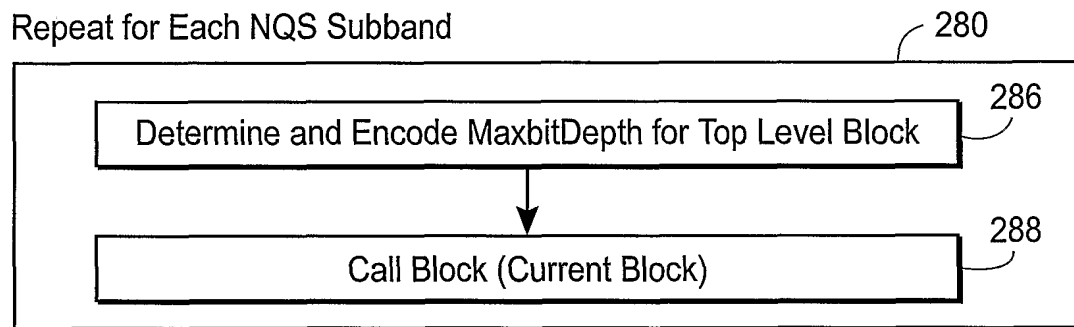 Repeat for Each NQS Subband
280
286
Determine and Encode MaxbitDepth for Top Level Block
288
Call Block (Current Block)